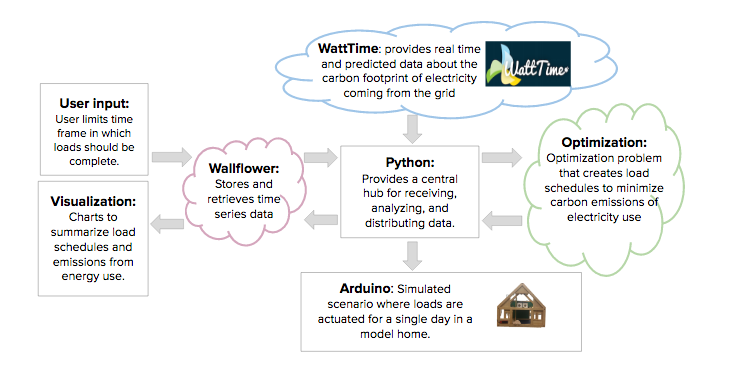 WattTime: provides real time
and predicted data about the
carbon footprint of electricity
coming from the grid
WattTime
User input:
User limits time
frame in which
loads should be
complete.
Wallflower:
Stores and
retrieves time
series data
Python:
Provides a central
hub for receiving,
analyzing, and
distributing data.
Optimization:
Optimization problem
that creates load
schedules to minimize
carbon emissions of
electricity use
Visualization:
Charts to
summarize load
schedules and
emissions from
energy use.
Arduino: Simulated
scenario where loads are
actuated for a single day in a
model home.